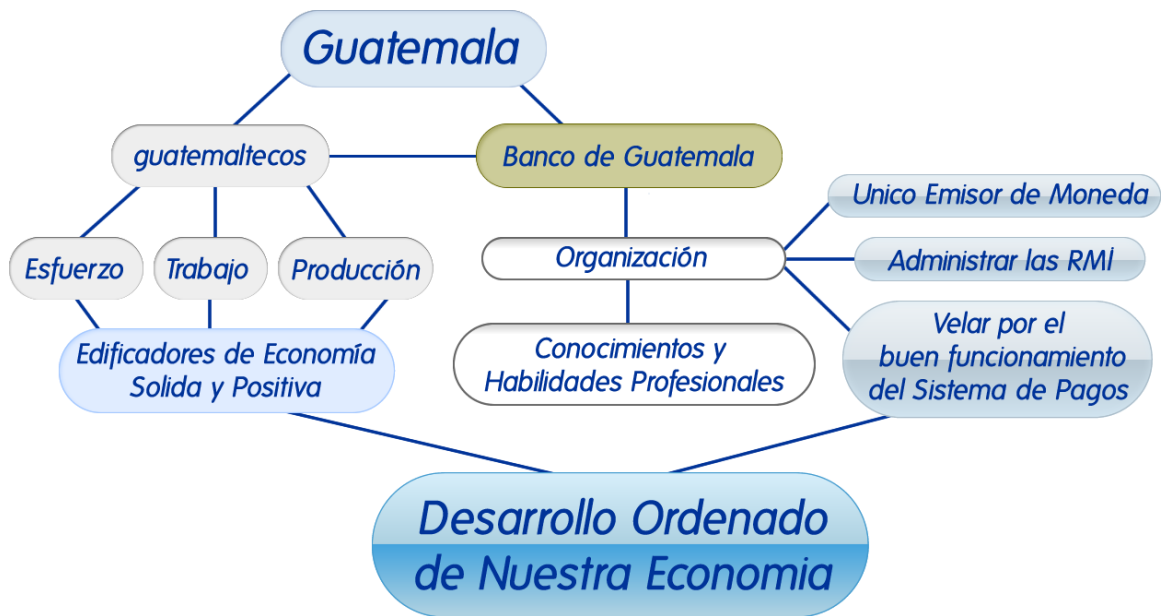 Guatemala
guatemaltecos
Banco de Guatemala
Unico Emisor de Moneda
Esfuerzo
Trabajo
Producción
Organización
Administrar las RMİ
Edificadores de Economía
Solida y Positiva
Conocimientos y
Habilidades Profesionales
Velar por el
buen funcionamiento
del Sistema de Pagos
Desarrollo Ordenado
de Nuestra Economia